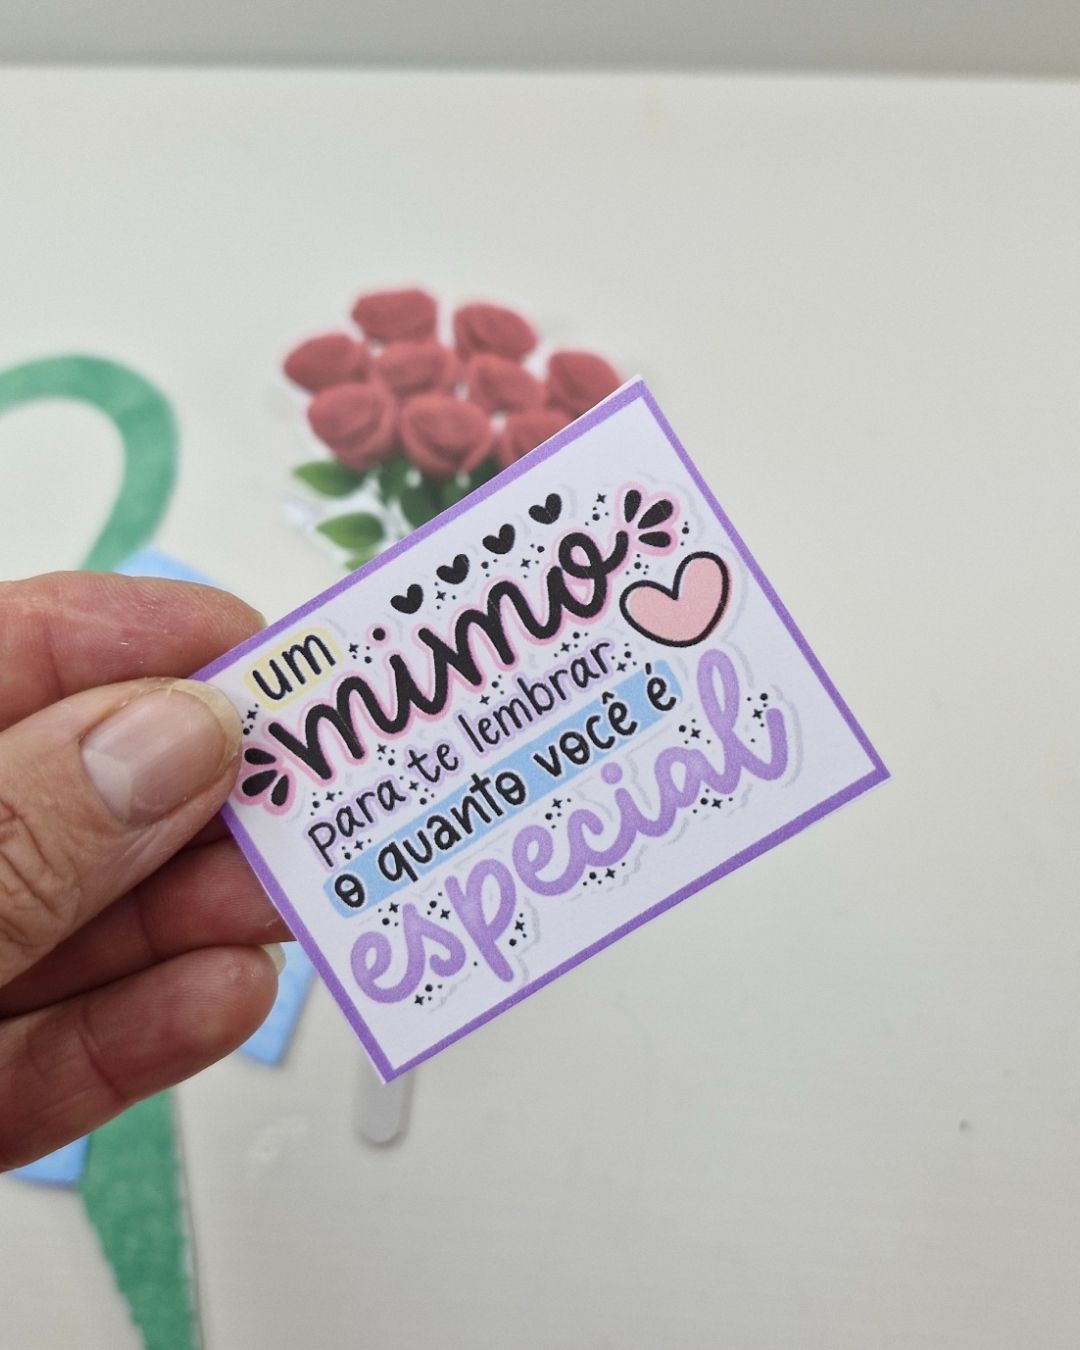 um
mimo
para te lembrar
o quanto você é
especial